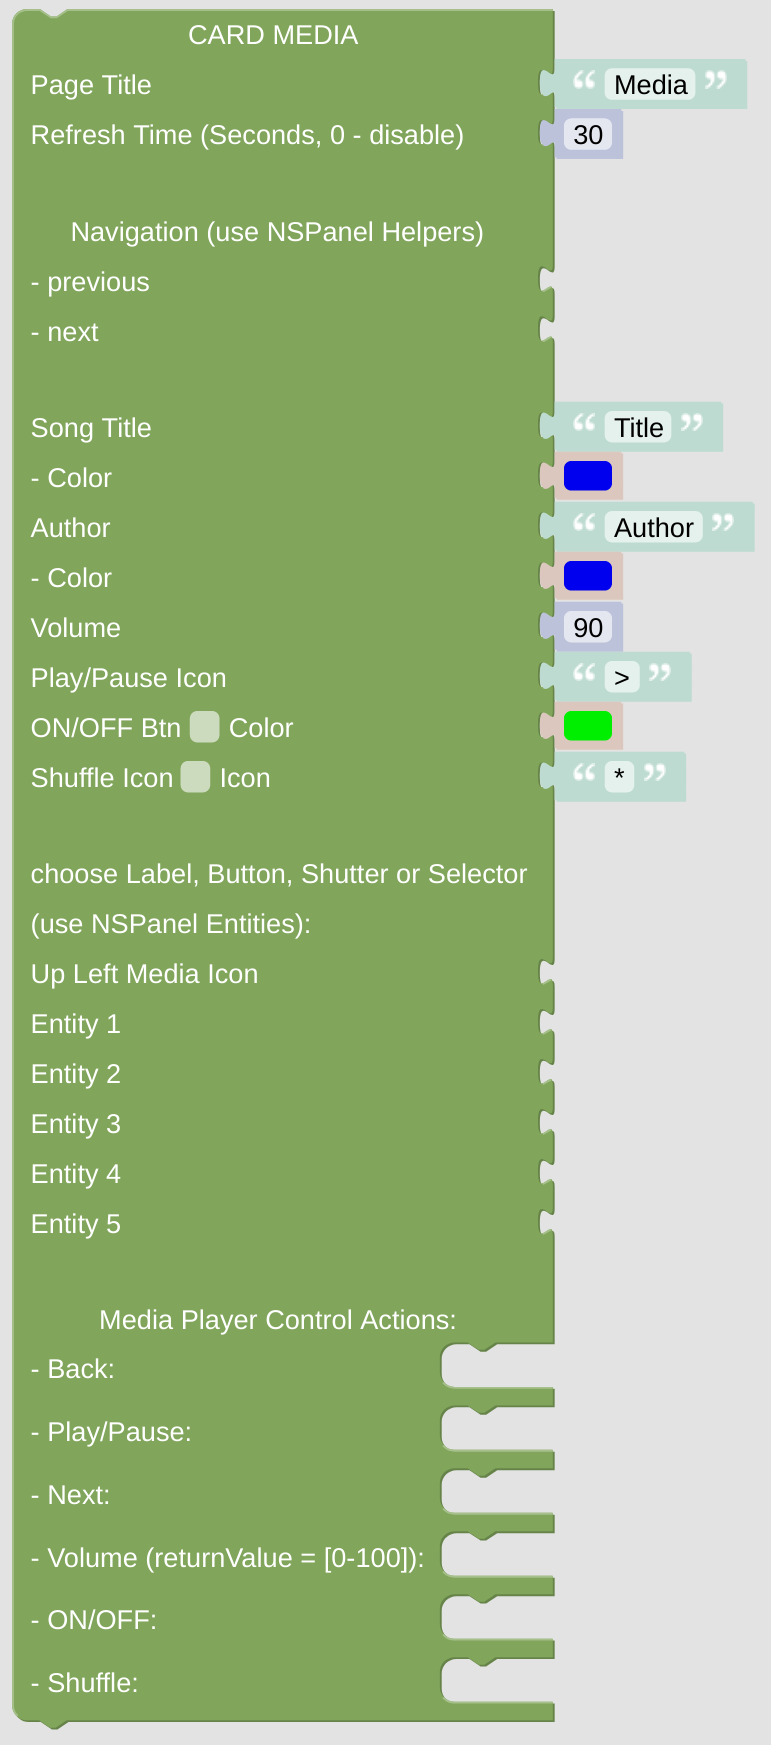 CARD MEDIA
Page Title “ Media ”
Refresh Time (Seconds, 0 - disable) 30
Navigation (use NSPanel Helpers)
- previous
- next
Song Title “ Title ”
- Color
Author “ Author ”
- Color
Volume 90
Play/Pause Icon “ > ”
ON/OFF Btn Color
Shuffle Icon Icon “ * ”
choose Label, Button, Shutter or Selector
(use NSPanel Entities):
Up Left Media Icon
Entity 1
Entity 2
Entity 3
Entity 4
Entity 5
Media Player Control Actions:
- Back:
- Play/Pause:
- Next:
- Volume (returnValue = [0-100]):
- ON/OFF:
- Shuffle: